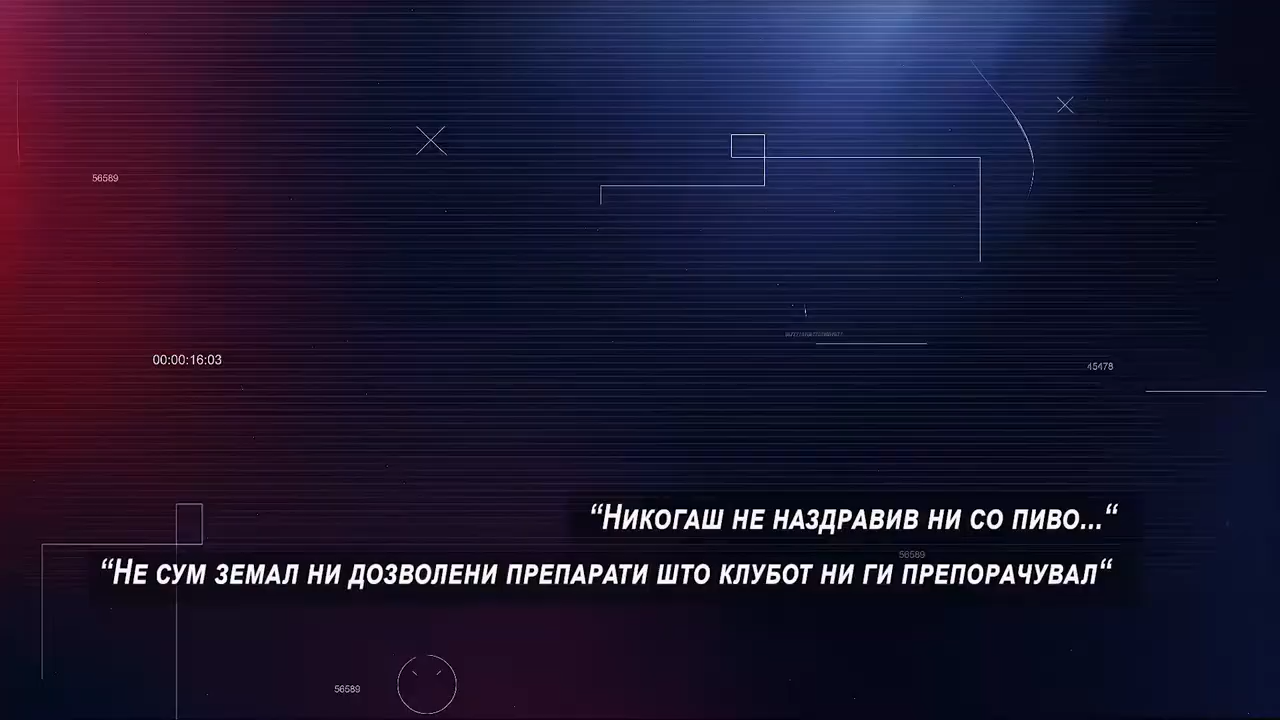 56589
00:00:16:03
45478
“Никогаш не наздравив ни со пиво...“
56589
“Не сум земал ни дозволени препарати што клубот ни ги препорачувал“
56589